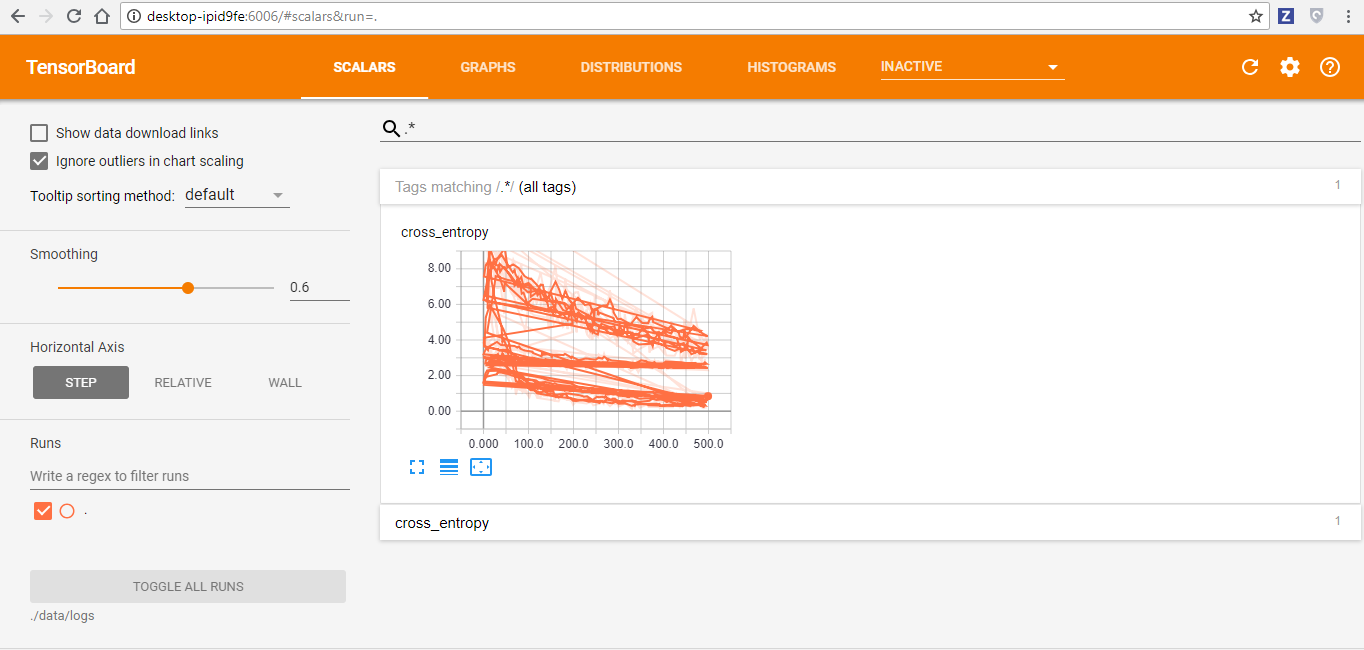 desktop-ipid9fe:6006/#scalars&run=.
Z
TensorBoard
SCALARS
GRAPHS
DISTRIBUTIONS
HISTOGRAMS
INACTIVE
?
Show data download links
Ignore outliers in chart scaling
Tooltip sorting method: default
Smoothing
0.6
Horizontal Axis
STEP
RELATIVE
WALL
Runs
Write a regex to filter runs
.
TOGGLE ALL RUNS
./data/logs
.*
Tags matching /.*/ (all tags)
1
cross_entropy
8.00
6.00
4.00
2.00
0.00
0.000 100.0 200.0 300.0 400.0 500.0
cross_entropy
1